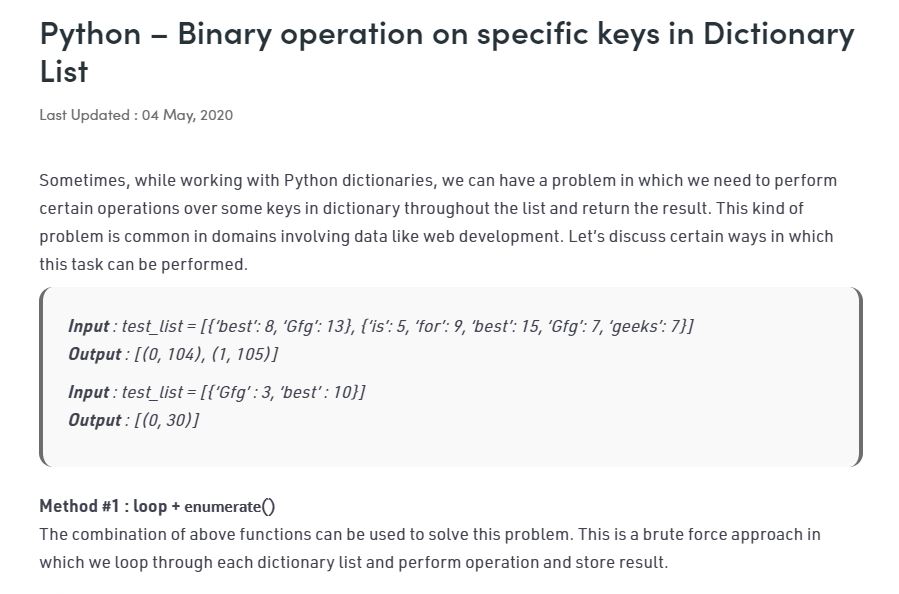 Python – Binary operation on specific keys in Dictionary
List
Last Updated : 04 May, 2020
Sometimes, while working with Python dictionaries, we can have a problem in which we need to perform
certain operations over some keys in dictionary throughout the list and return the result. This kind of
problem is common in domains involving data like web development. Let’s discuss certain ways in which
this task can be performed.
Input : test_list = [{‘best’: 8, ‘Gfg’: 13}, {‘is’: 5, ‘for’: 9, ‘best’: 15, ‘Gfg’: 7, ‘geeks’: 7}]
Output : [(0, 104), (1, 105)]
Input : test_list = [{‘Gfg’ : 3, ‘best’ : 10}]
Output : [(0, 30)]
Method #1 : loop + enumerate()
The combination of above functions can be used to solve this problem. This is a brute force approach in
which we loop through each dictionary list and perform operation and store result.